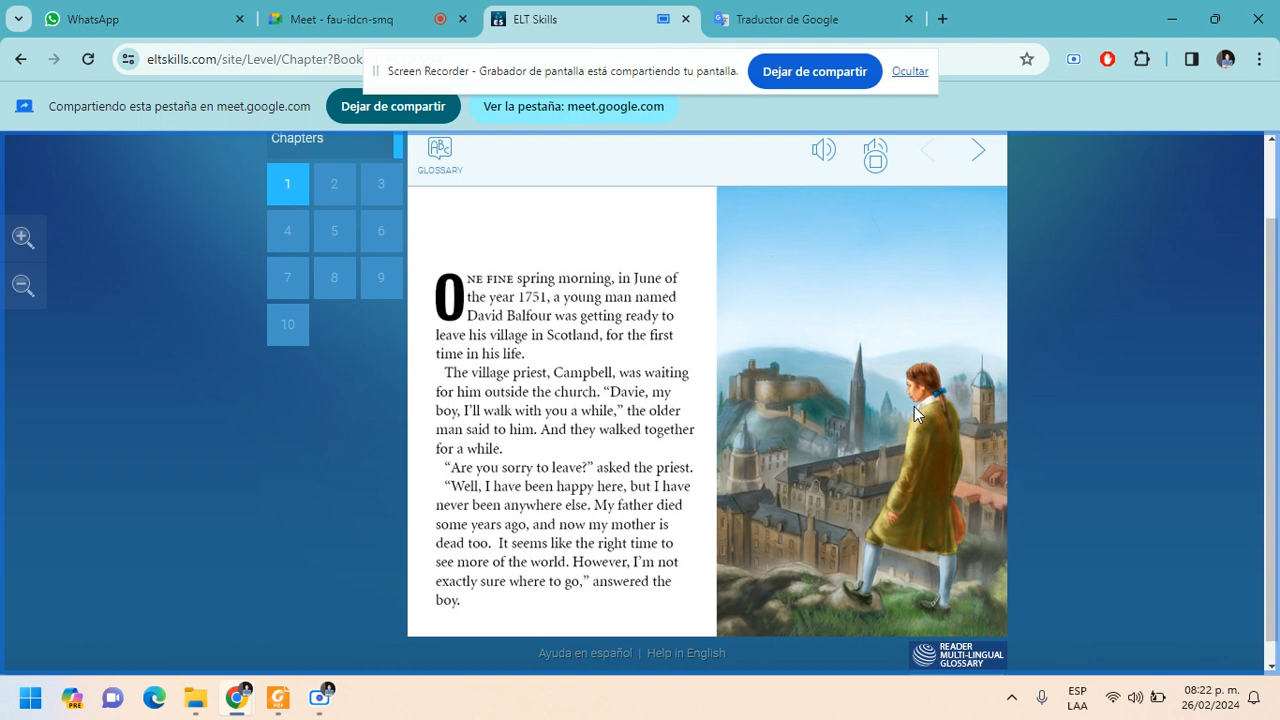 WhatsApp
Meet - fau-idcn-smq
ELT Skills
Traductor de Google
eltskills.com/site/Level/Chapter?Book
Screen Recorder - Grabador de pantalla está compartiendo tu pantalla.
Dejar de compartir
Ocultar
Compartiendo esta pestaña en meet.google.com
Dejar de compartir
Ver la pestaña: meet.google.com
Chapters
1 2 3
4 5 6
7 8 9
10
ABC
GLOSSARY
ONE FINE spring morning, in June of
the year 1751, a young man named
David Balfour was getting ready to
leave his village in Scotland, for the first
time in his life.
The village priest, Campbell, was waiting
for him outside the church. “Davie, my
boy, I’ll walk with you a while,” the older
man said to him. And they walked together
for a while.
“Are you sorry to leave?” asked the priest.
“Well, I have been happy here, but I have
never been anywhere else. My father died
some years ago, and now my mother is
dead too. It seems like the right time to
see more of the world. However, I’m not
exactly sure where to go,” answered the
boy.
Ayuda en español | Help in English
READER
MULTI-LINGUAL
GLOSSARY
PRE
ESP
LAA
08:22 p. m.
26/02/2024